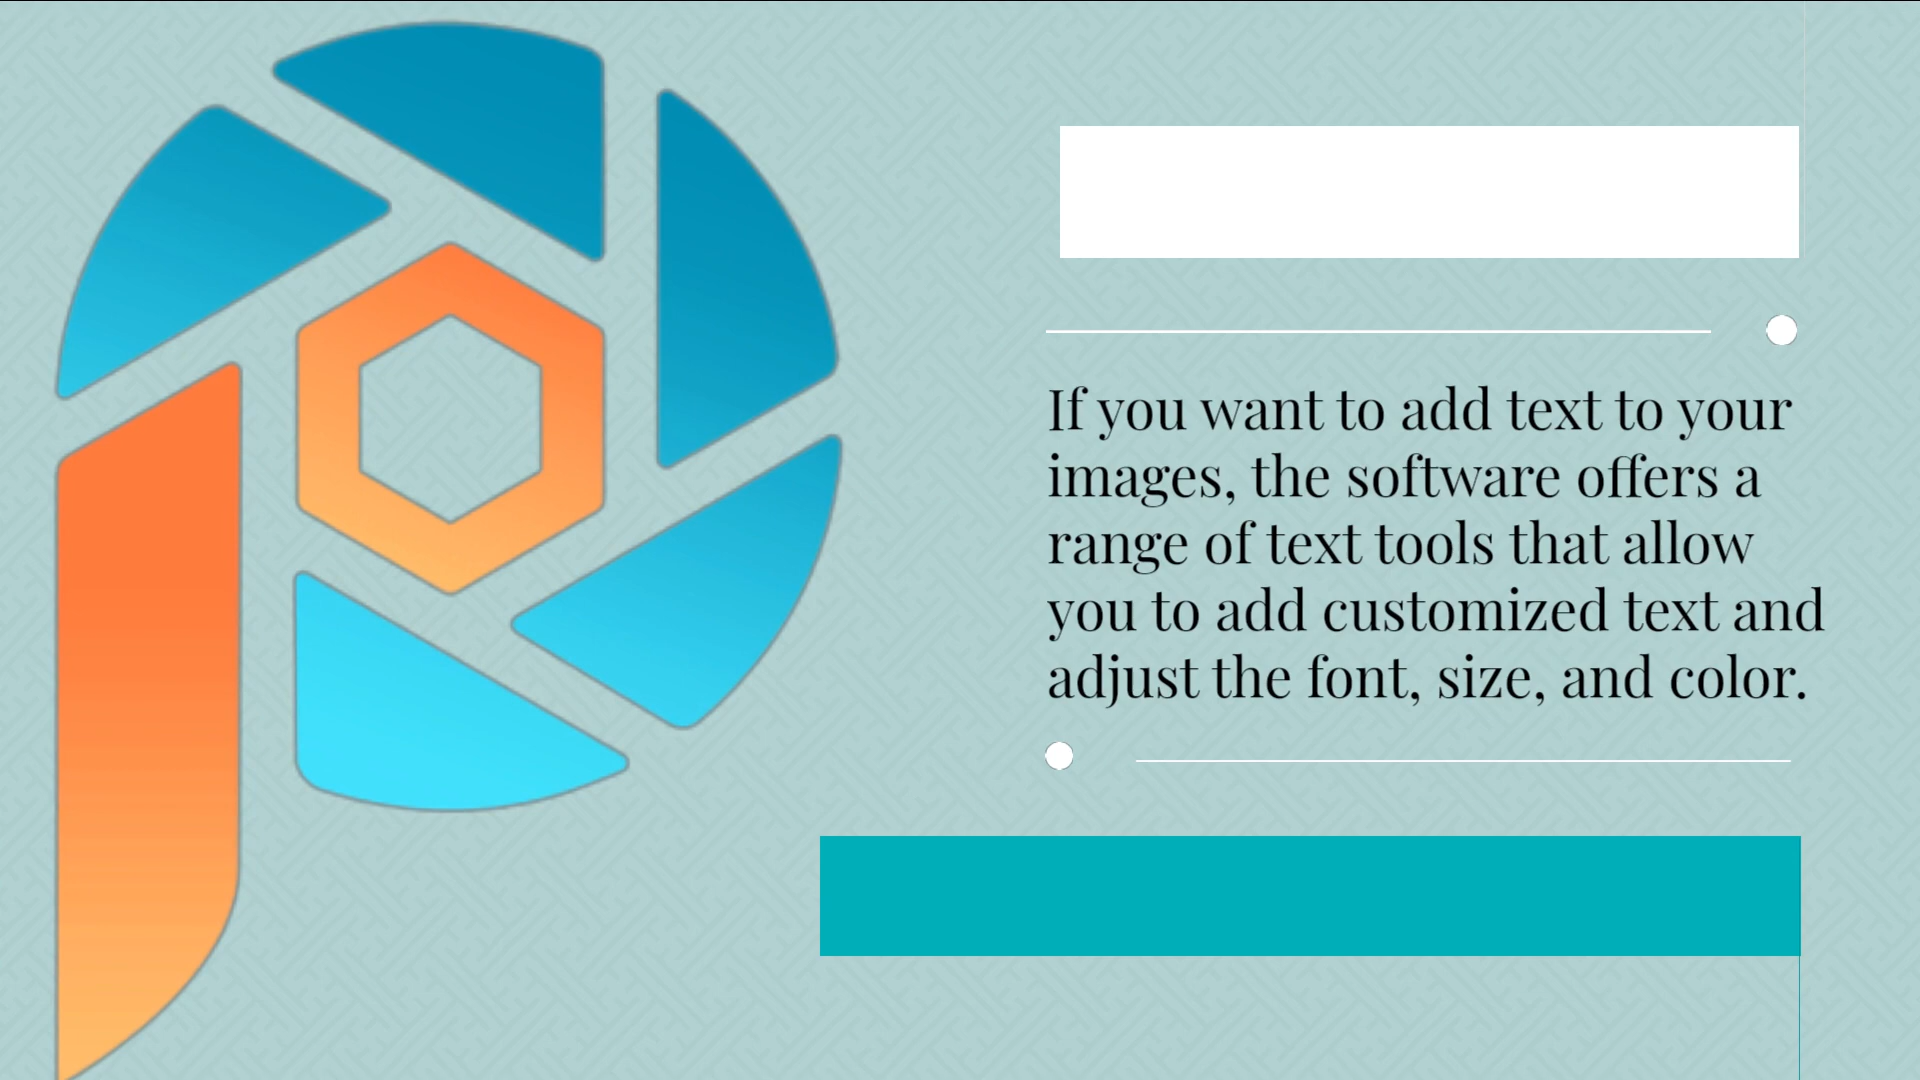 If you want to add text to your
images, the software offers a
range of text tools that allow
you to add customized text and
adjust the font, size, and color.